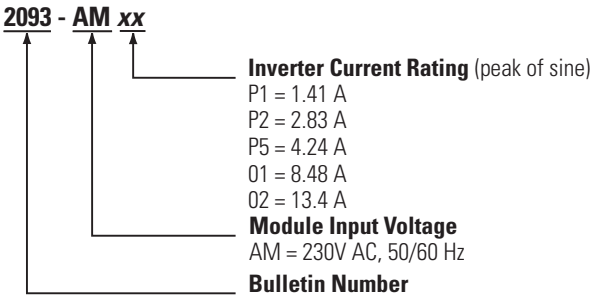 2093 - AM xx
Inverter Current Rating (peak of sine)
P1 = 1.41 A
P2 = 2.83 A
P5 = 4.24 A
01 = 8.48 A
02 = 13.4 A
Module Input Voltage
AM = 230V AC, 50/60 Hz
Bulletin Number